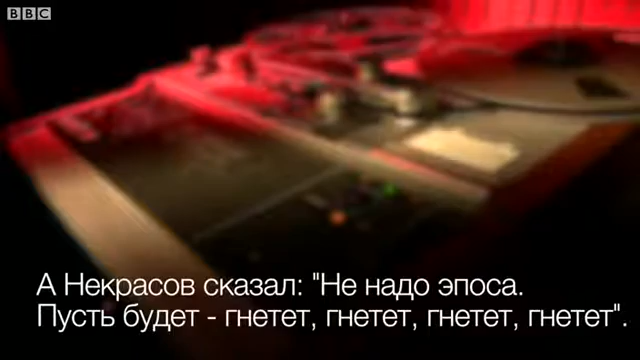 BBC
А Некрасов сказал: "Не надо эпоса.
Пусть будет - гнетет, гнетет, гнетет, гнетет".